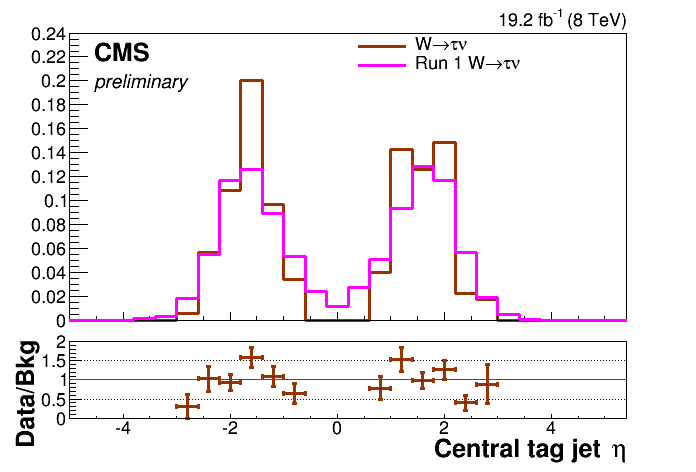 19.2 fb-1 (8 TeV)
CMS
preliminary
W→τν
Run 1 W→τν
0.24
0.22
0.2
0.18
0.16
0.14
0.12
0.1
0.08
0.06
0.04
0.02
0
Data/Bkg
2
1.5
1
0.5
0
-4 -2 0 2 4
Central tag jet η